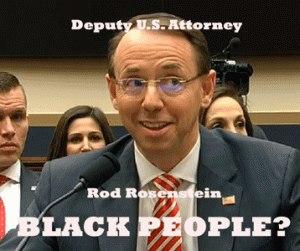 Deputy U.S. Attorney
Rod Rosenstein
BLACK PEOPLE?